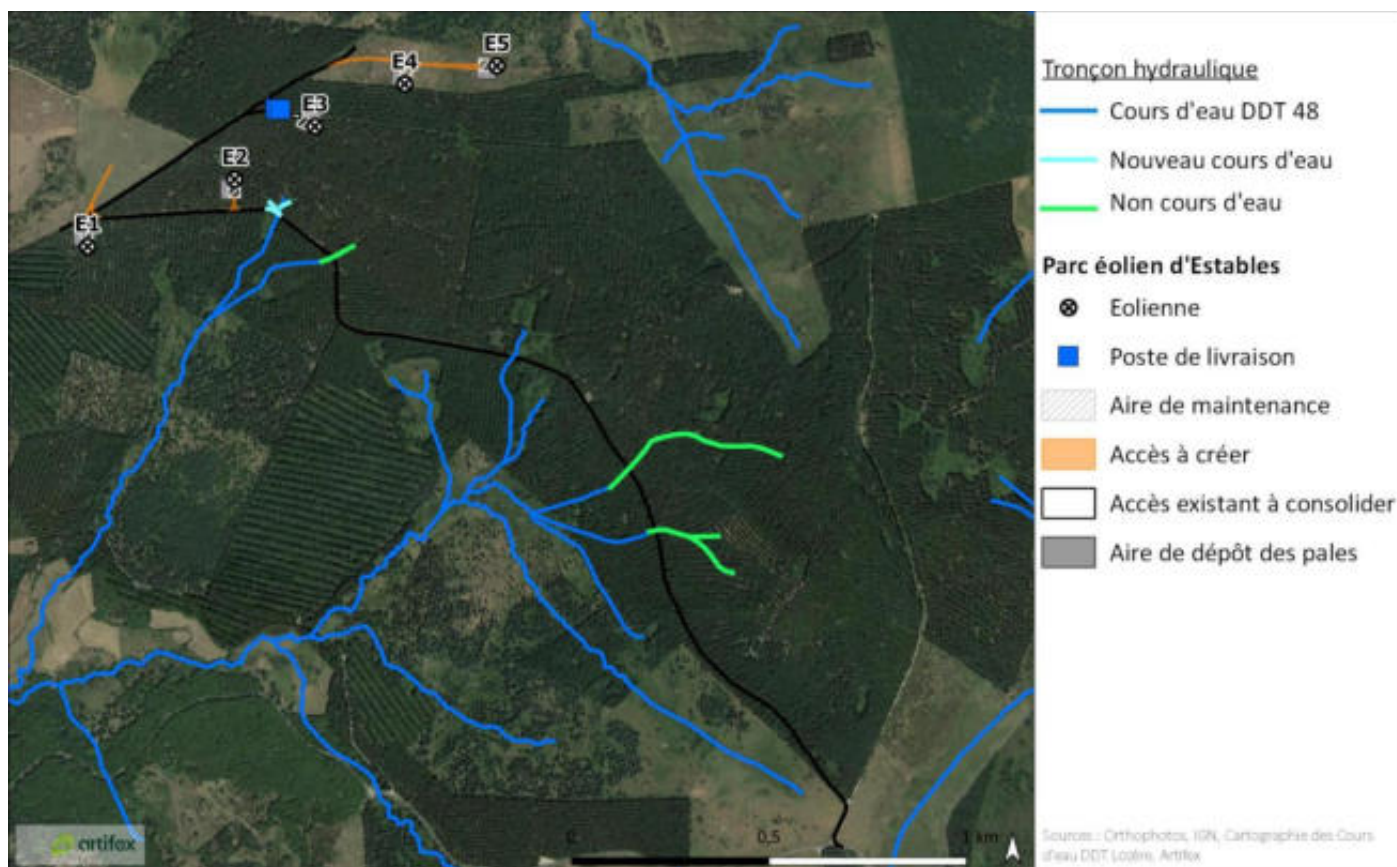 E5
E4
E3
E2
E1
0
0,5
1 km
artifex
Tronçon hydraulique
Cours d'eau DDT 48
Nouveau cours d'eau
Non cours d'eau
Parc éolien d'Estables
Eolienne
Poste de livraison
Aire de maintenance
Accès à créer
Accès existant à consolider
Aire de dépôt des pales
Sources : Orthophotos, IGN, Cartographie des Cours
d'eau DDT Lozère, Artifex